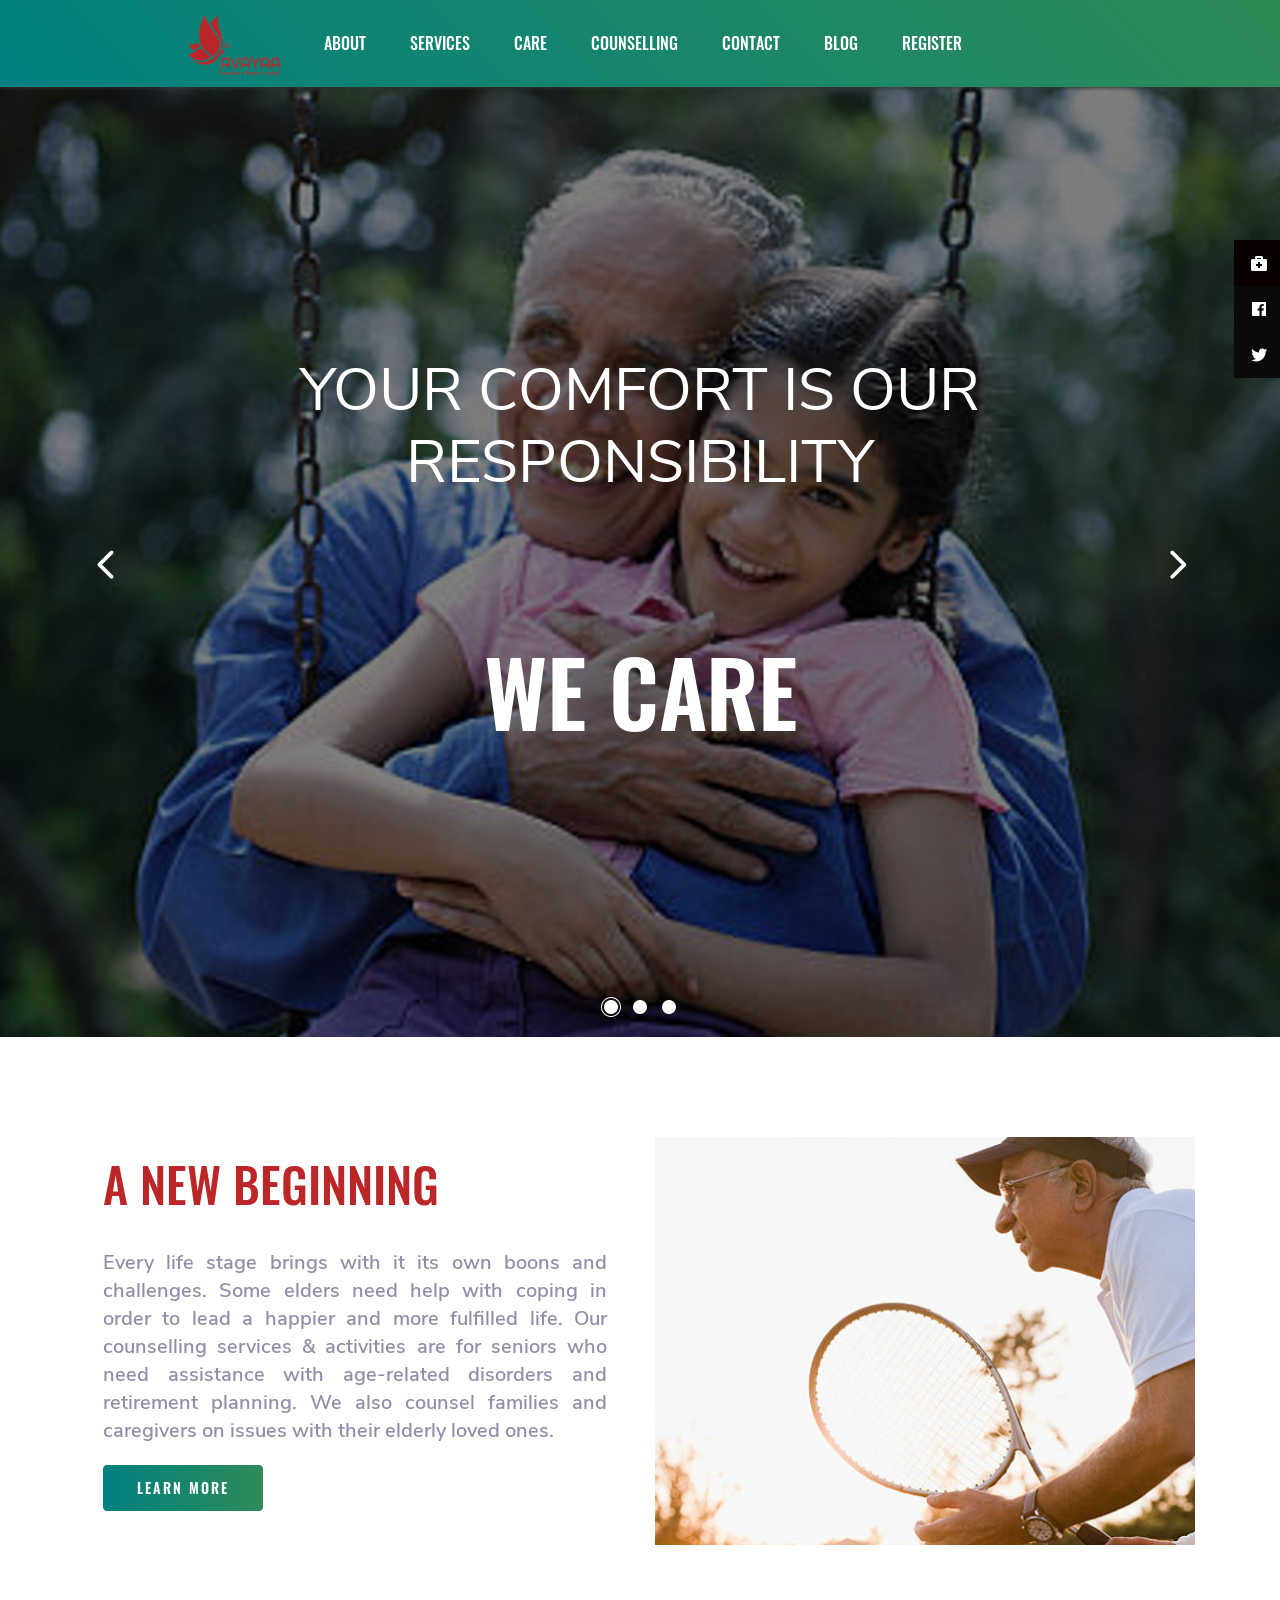 AVAYAA
ABOUT SERVICES CARE COUNSELLING CONTACT BLOG REGISTER
YOUR COMFORT IS OUR
RESPONSIBILITY
WE CARE
A NEW BEGINNING
Every life stage brings with it its own boons and
challenges. Some elders need help with coping in
order to lead a happier and more fulfilled life. Our
counselling services & activities are for seniors who
need assistance with age-related disorders and
retirement planning. We also counsel families and
caregivers on issues with their elderly loved ones.
LEARN MORE